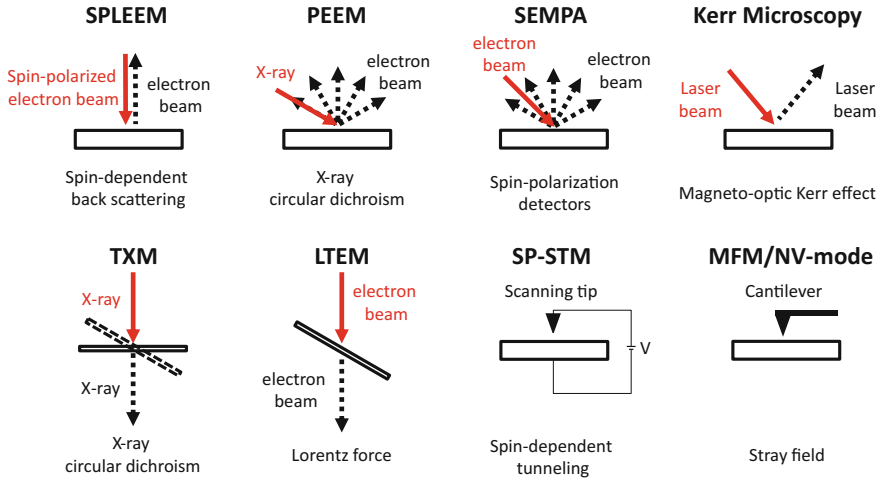 SPLEEM
Spin-polarized
electron beam
electron
beam
Spin-dependent
back scattering
PEEM
X-ray
electron
beam
X-ray
circular dichroism
SEMPA
electron
beam
electron
beam
Spin-polarization
detectors
Kerr Microscopy
Laser
beam
Laser
beam
Magneto-optic Kerr effect
TXM
X-ray
X-ray
X-ray
circular dichroism
LTEM
electron
beam
electron
beam
Lorentz force
SP-STM
Scanning tip
V
Spin-dependent
tunneling
MFM/NV-mode
Cantilever
Stray field